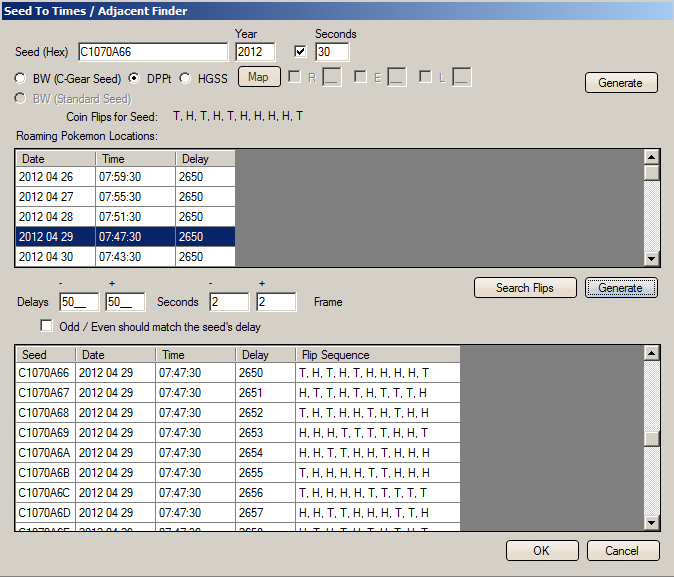 Seed To Times / Adjacent Finder
Year Seconds
Seed (Hex) C1070A66 2012 30
BW (C-Gear Seed) DPPt HGSS Map R __ E __ L __ Generate
BW (Standard Seed)
Coin Flips for Seed: T, H, T, H, T, H, H, H, H, T
Roaming Pokemon Locations:
Date Time Delay
2012 04 26 07:59:30 2650
2012 04 27 07:55:30 2650
2012 04 28 07:51:30 2650
2012 04 29 07:47:30 2650
2012 04 30 07:43:30 2650
- + - +
Search Flips Generate
Delays 50__ 50__ Seconds 2 2 Frame
Odd / Even should match the seed's delay
Seed Date Time Delay Flip Sequence
C1070A66 2012 04 29 07:47:30 2650 T, H, T, H, T, H, H, H, H, T
C1070A67 2012 04 29 07:47:30 2651 H, T, T, H, T, H, T, T, T, H
C1070A68 2012 04 29 07:47:30 2652 T, H, T, H, T, H, H, T, H, H
C1070A69 2012 04 29 07:47:30 2653 H, H, H, T, T, T, T, H, H, T
C1070A6A 2012 04 29 07:47:30 2654 H, T, T, H, H, T, H, H, H
C1070A6B 2012 04 29 07:47:30 2655 T, H, H, H, H, T, T, H, H, H
C1070A6C 2012 04 29 07:47:30 2656 T, H, H, H, H, T, T, T, T, T
C1070A6D 2012 04 29 07:47:30 2657 H, H, T, T, H, H, H, T, T, H
OK Cancel